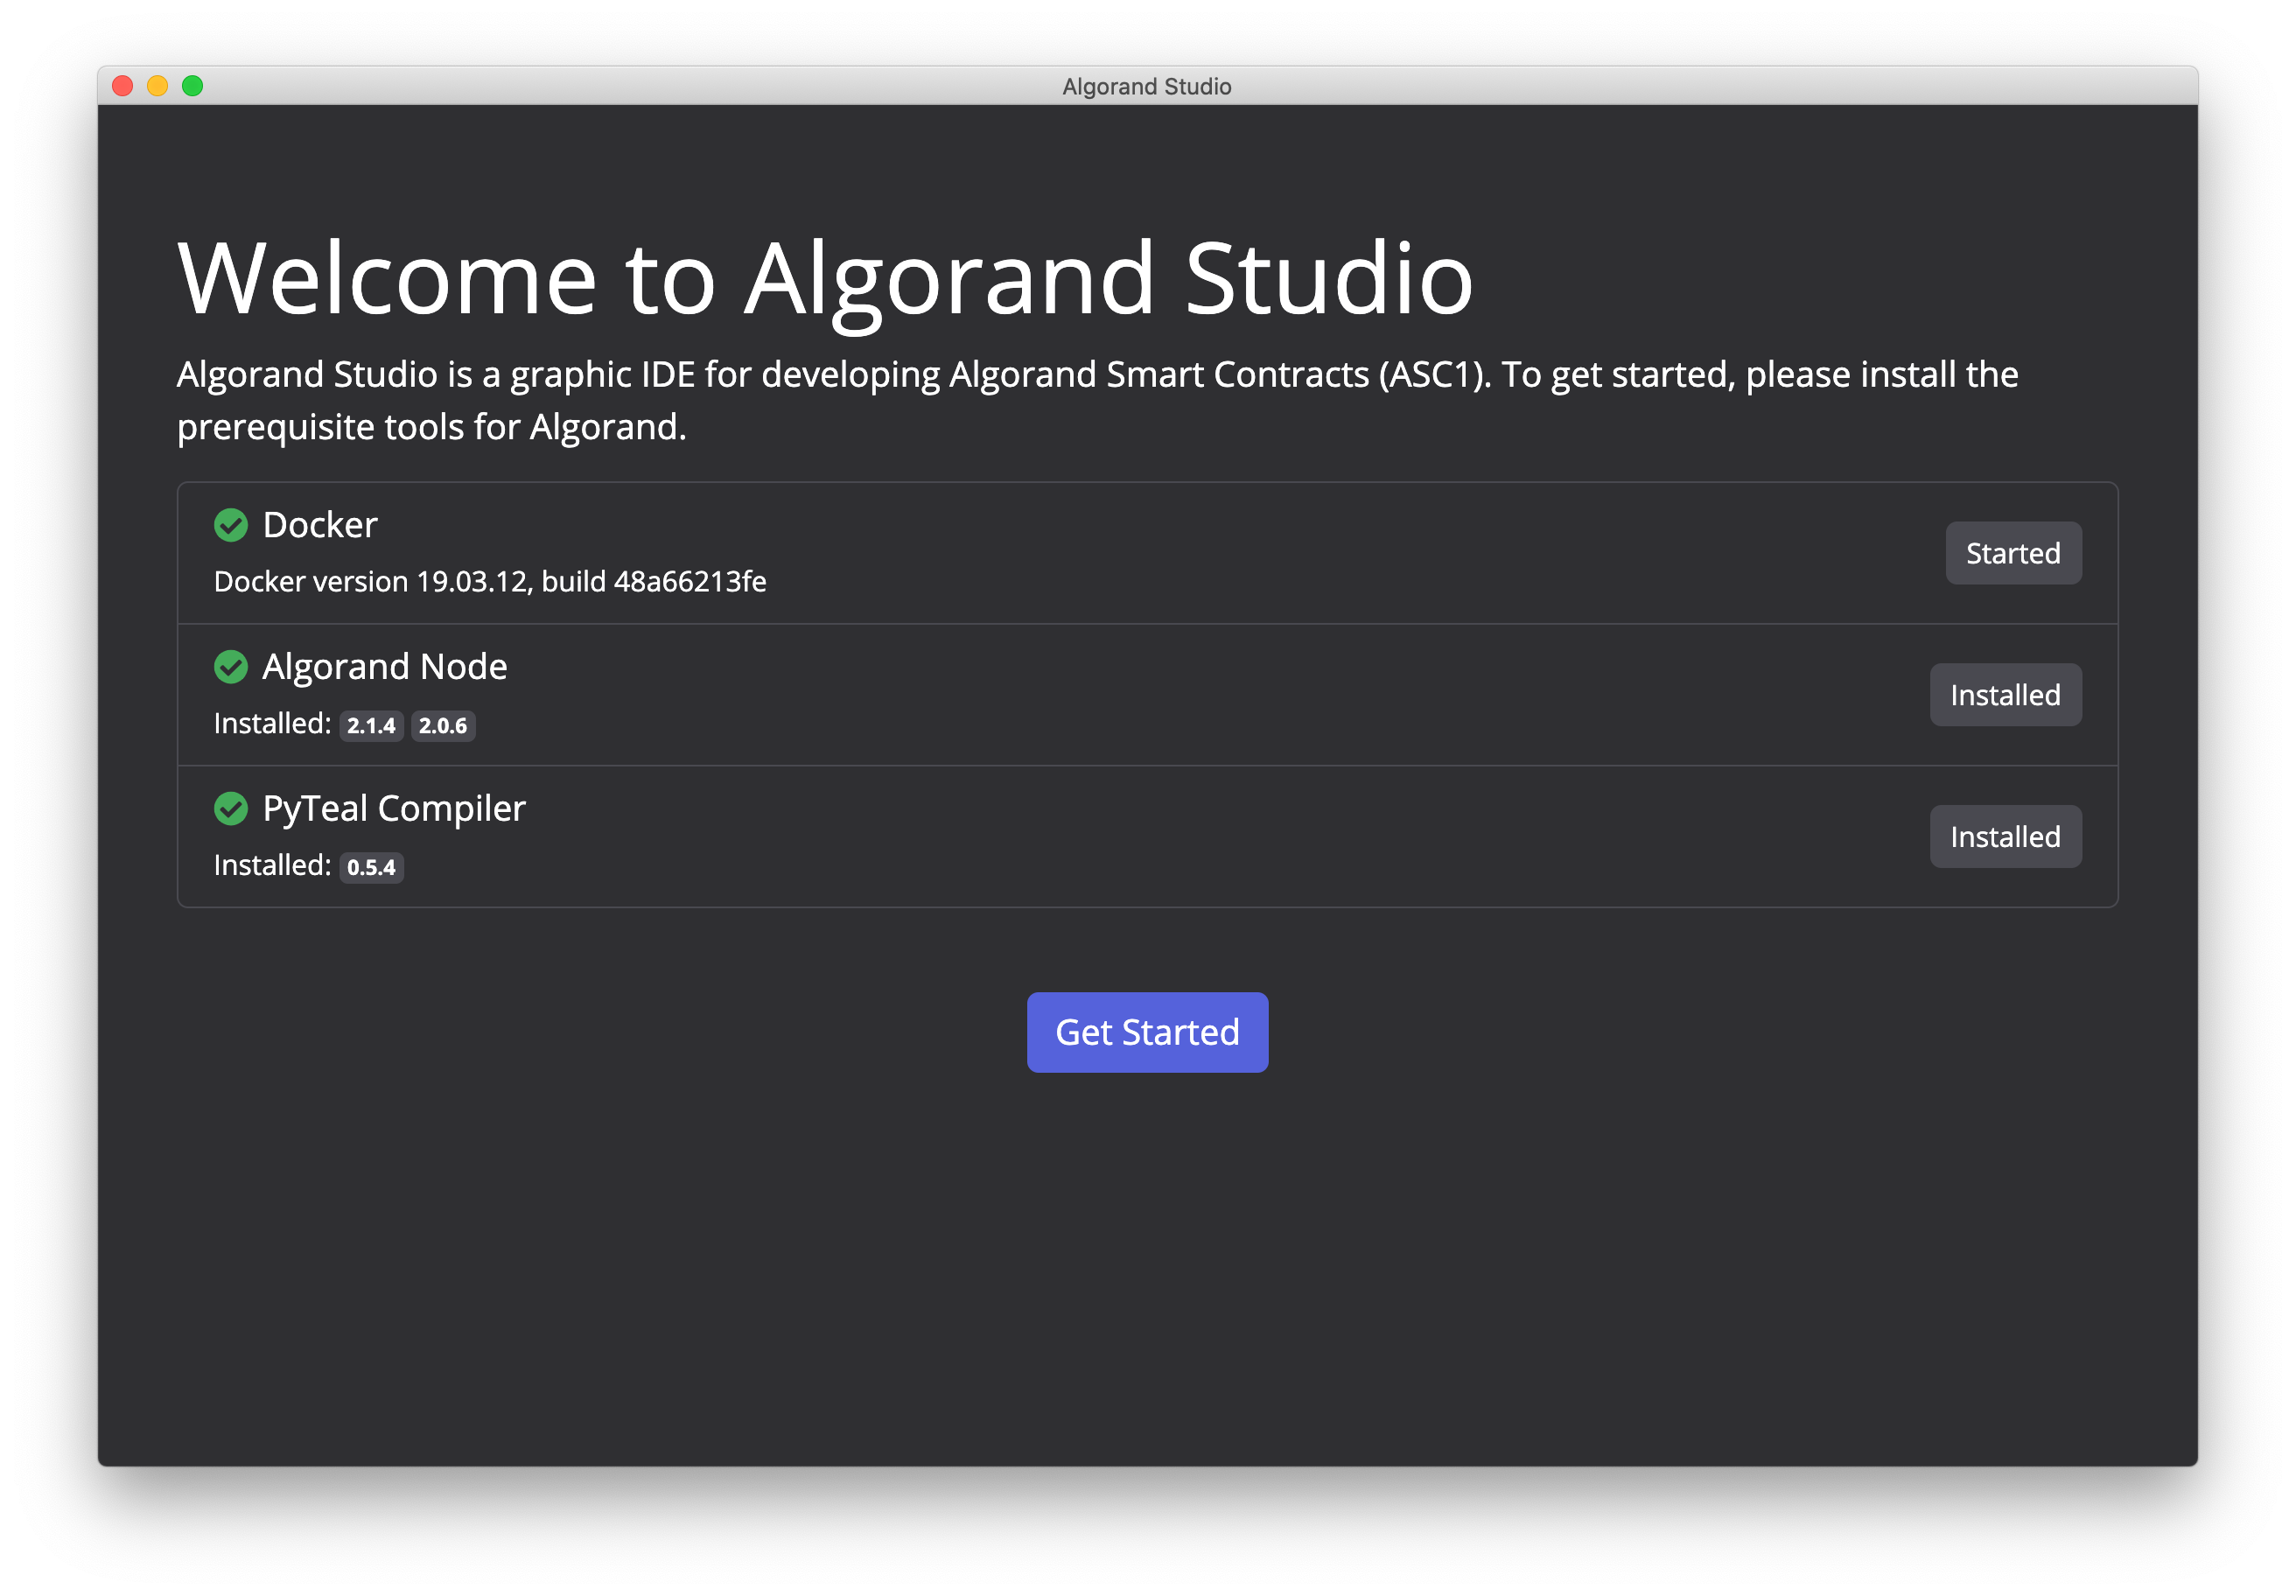 Algorand Studio
Welcome to Algorand Studio
Algorand Studio is a graphic IDE for developing Algorand Smart Contracts (ASC1). To get started, please install the
prerequisite tools for Algorand.
Docker
Started
Docker version 19.03.12, build 48a66213fe
Algorand Node
Installed
Installed: 2.1.4 2.0.6
PyTeal Compiler
Installed
Installed: 0.5.4
Get Started